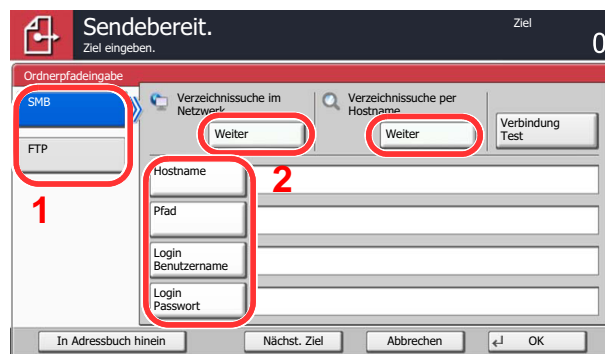 Sendebereit.
Ziel
Ziel eingeben.
0
Ordnerpfadeingabe
SMB
FTP
1
Verzeichnissuche im
Netzwerk
Weiter
Verzeichnissuche per
Hostname
Weiter
Verbindung
Test
Hostname
2
Pfad
Login
Benutzername
Login
Passwort
In Adressbuch hinein
Nächst. Ziel
Abbrechen
OK